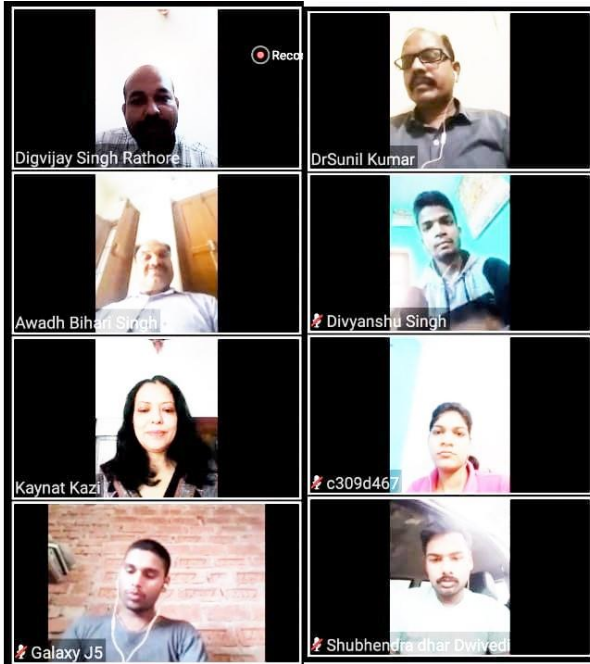 Reco
Digvijay Singh Rathore
DrSunil Kumar
Awadh Bihari Singh
Divyanshu Singh
Kaynat Kazi
c309d467
Galaxy J5
Shubhendra dhar Dwivedi